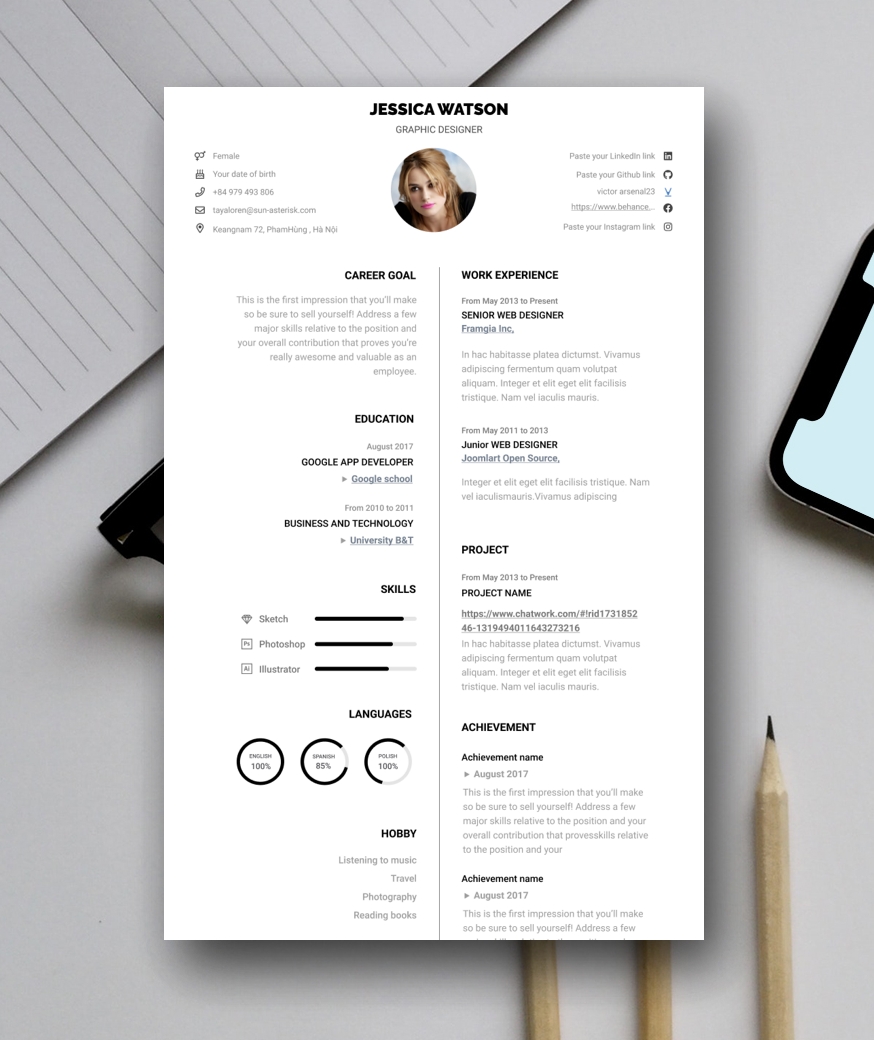 JESSICA WATSON
GRAPHIC DESIGNER
Female
Your date of birth
+84 979 493 806
tayaloren@sun-asterisk.com
Keangnam 72, PhamHùng , Hà Nội
Paste your LinkedIn link
Paste your Github link
victor arsenal23
https://www.behance...
Paste your Instagram link
CAREER GOAL
This is the first impression that you'll make
so be sure to sell yourself! Address a few
major skills relative to the position and
your overall contribution that proves you're
really awesome and valuable as an
employee.
EDUCATION
August 2017
GOOGLE APP DEVELOPER
► Google school
From 2010 to 2011
BUSINESS AND TECHNOLOGY
► University B&T
SKILLS
Sketch
Ps Photoshop
Ai Illustrator
LANGUAGES
ENGLISH
100%
SPANISH
85%
POLISH
100%
HOBBY
Listening to music
Travel
Photography
Reading books
WORK EXPERIENCE
From May 2013 to Present
SENIOR WEB DESIGNER
Framgia Inc,
In hac habitasse platea dictumst. Vivamus
adipiscing fermentum quam volutpat
aliquam. Integer et elit eget elit facilisis
tristique. Nam vel iaculis mauris.
From May 2011 to 2013
Junior WEB DESIGNER
Joomlart Open Source,
Integer et elit eget elit facilisis tristique. Nam
vel iaculismauris.Vivamus adipiscing
PROJECT
From May 2013 to Present
PROJECT NAME
https://www.chatwork.com/#!rid1731852
46-1319494011643273216
In hac habitasse platea dictumst. Vivamus
adipiscing fermentum quam volutpat
aliquam. Integer et elit eget elit facilisis
tristique. Nam vel iaculis mauris.
ACHIEVEMENT
Achievement name
► August 2017
This is the first impression that you'll make
so be sure to sell yourself! Address a few
major skills relative to the position and your
overall contribution that provesskills relative
to the position and your
Achievement name
► August 2017
This is the first impression that you'll make
so be sure to sell yourself! Address a few